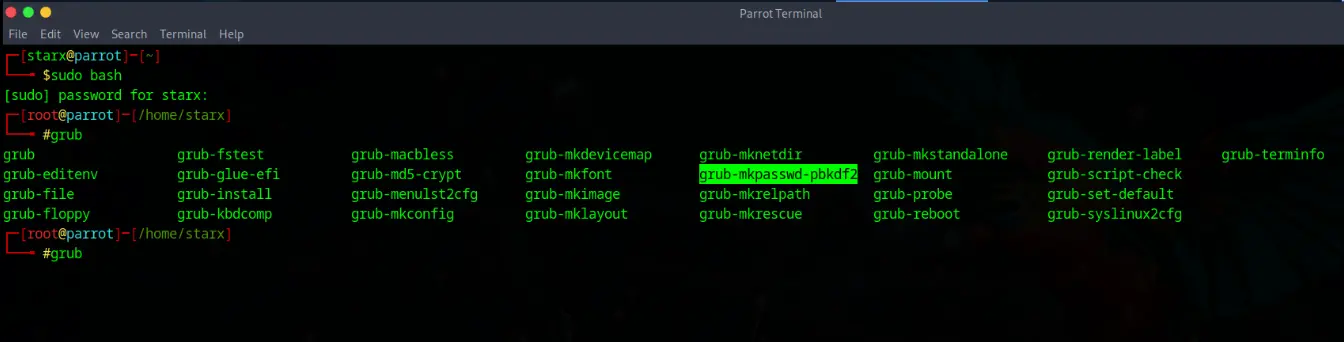 Parrot Terminal
File Edit View Search Terminal Help
┌─[starx@parrot]─[~]
└──╼ $sudo bash
[sudo] password for starx:
┌─[root@parrot]─[/home/starx]
└──╼ #grub
grub grub-fstest grub-macbless grub-mkdevicemap grub-mknetdir grub-mkstandalone grub-render-label grub-terminfo
grub-editenv grub-glue-efi grub-md5-crypt grub-mkfont grub-mkpasswd-pbkdf2 grub-mount grub-script-check
grub-file grub-install grub-menulst2cfg grub-mkimage grub-mkrelpath grub-probe grub-set-default
grub-floppy grub-kbdcomp grub-mkconfig grub-mklayout grub-mkrescue grub-reboot grub-syslinux2cfg
┌─[root@parrot]─[/home/starx]
└──╼ #grub